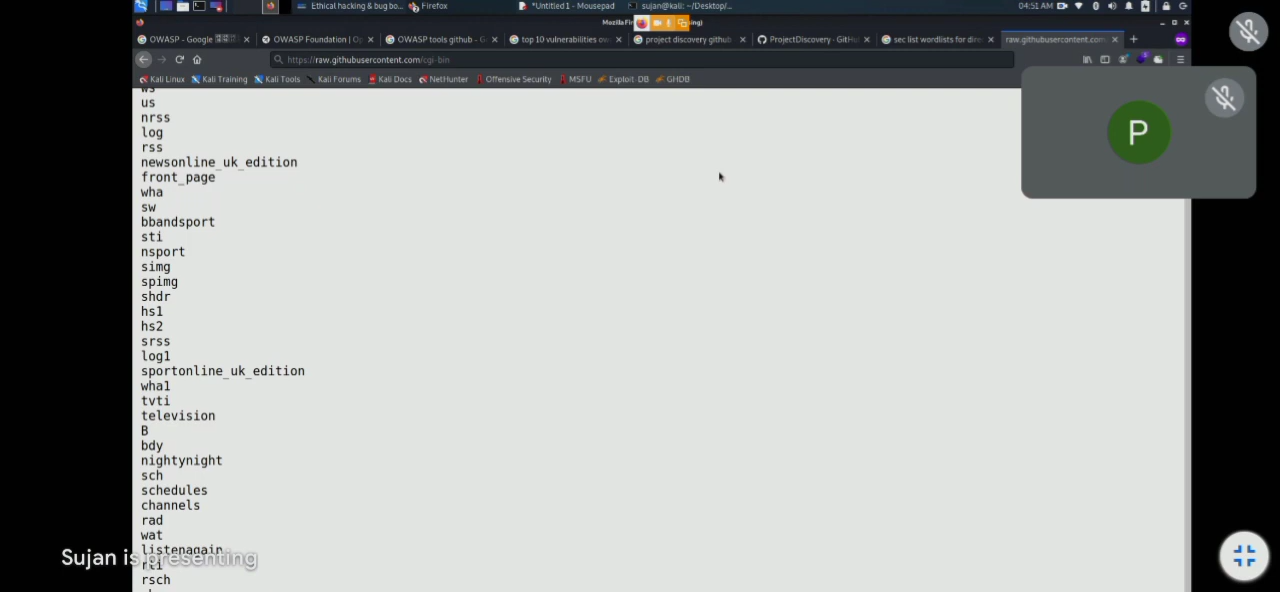 Ethical hacking & bug bo...
Firefox
*Untitled 1 - Mousepad
sujan@kali: ~/Desktop/...
04:51 AM
G
OWASP - Google
OWASP Foundation | O
OWASP tools github - G
top 10 vulnerabilities ow
project discovery github
ProjectDiscovery - GitH
sec list wordlists for dire
raw.githubusercontent.com
https://raw.githubusercontent.com/cgi-bin
Kali Linux
Kali Training
Kali Tools
Kali Forums
Kali Docs
NetHunter
Offensive Security
MSFU
Exploit-DB
GHDB
P
ws
us
nrss
log
rss
newsonline_uk_edition
front_page
wha
sw
bbandsport
sti
nsport
simg
spimg
shdr
hs1
hs2
srss
log1
sportonline_uk_edition
wha1
tvti
television
B
bdy
nightynight
sch
schedules
channels
rad
wat
listenagain
Sujan is presenting
rsch